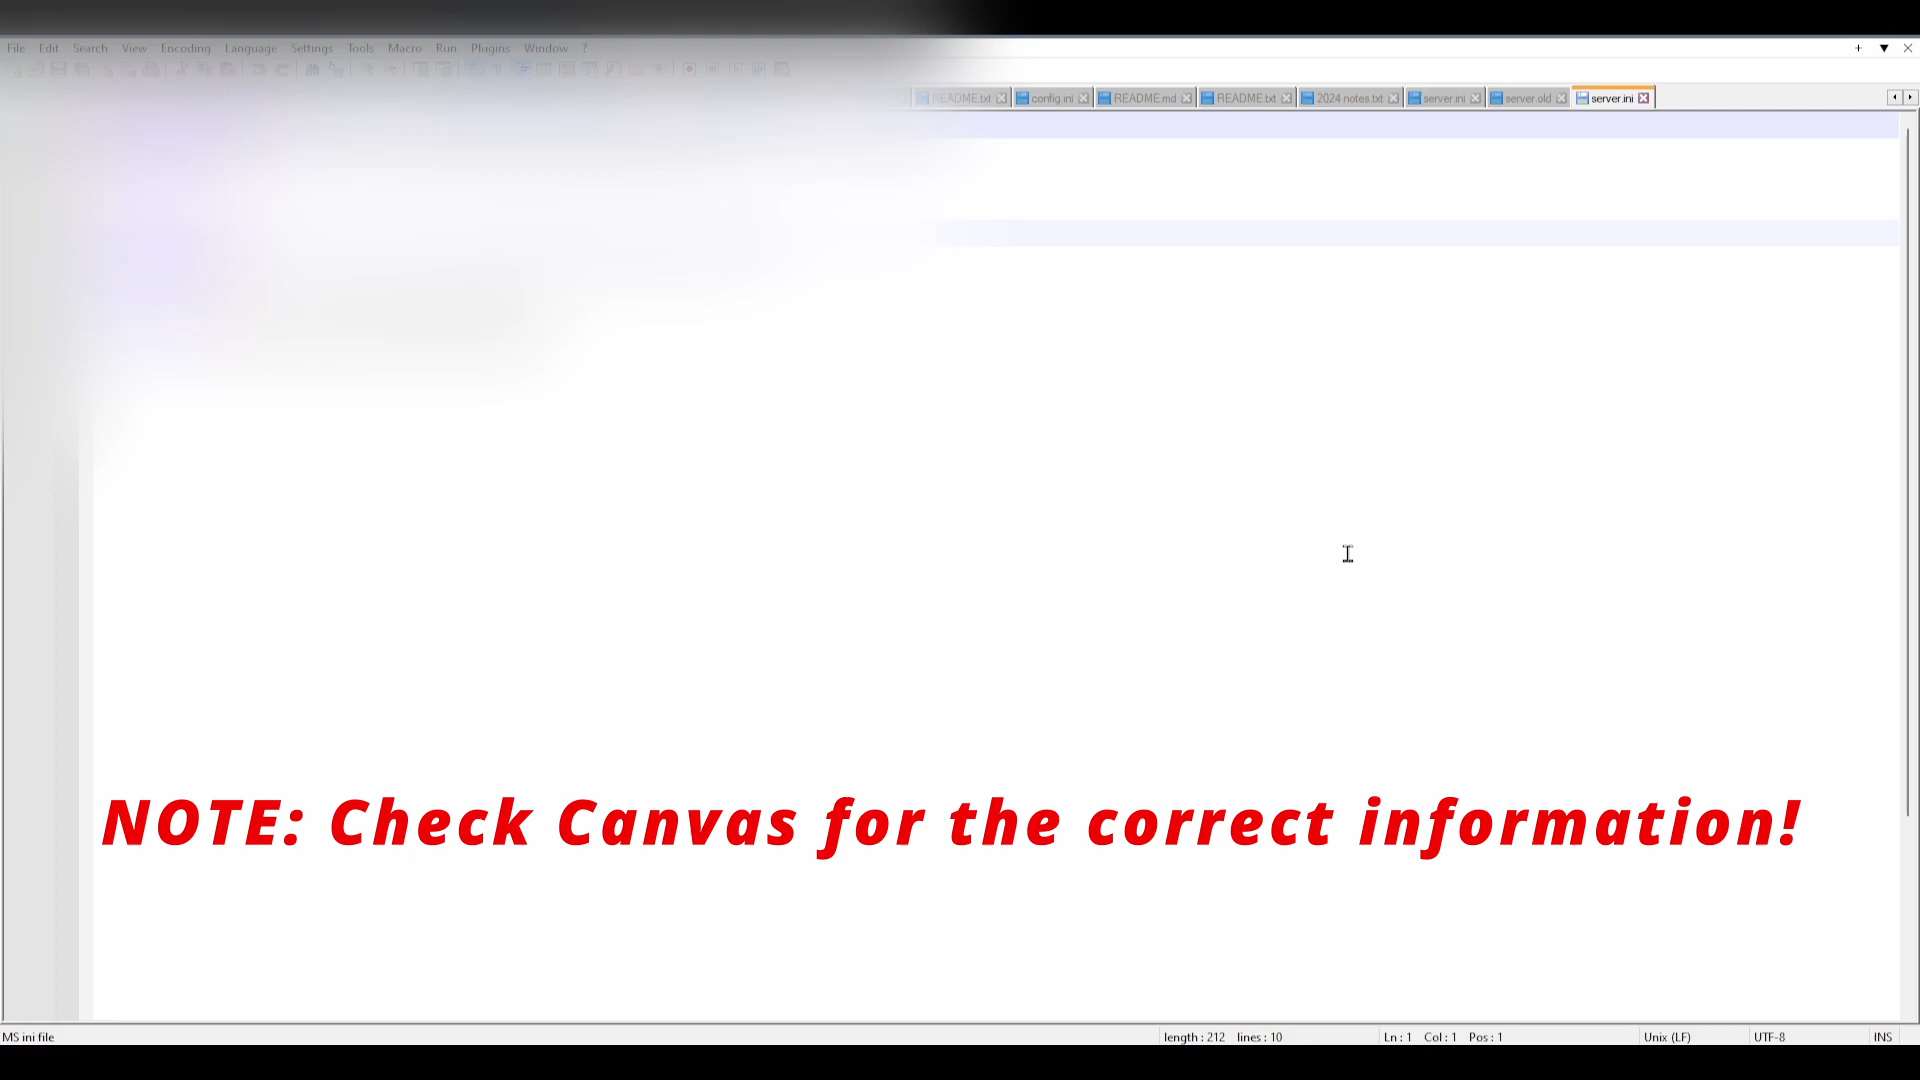 File Edit Search View Encoding Language Settings Tools Macro Run Plugins Window ?
+ ▼ ×
README.txt config.ini README.md README.txt 2024 notes.txt server.ini server.old server.ini
NOTE: Check Canvas for the correct information!
MS ini file length : 212 lines : 10 Ln : 1 Col : 1 Pos : 1 Unix (LF) UTF-8 INS